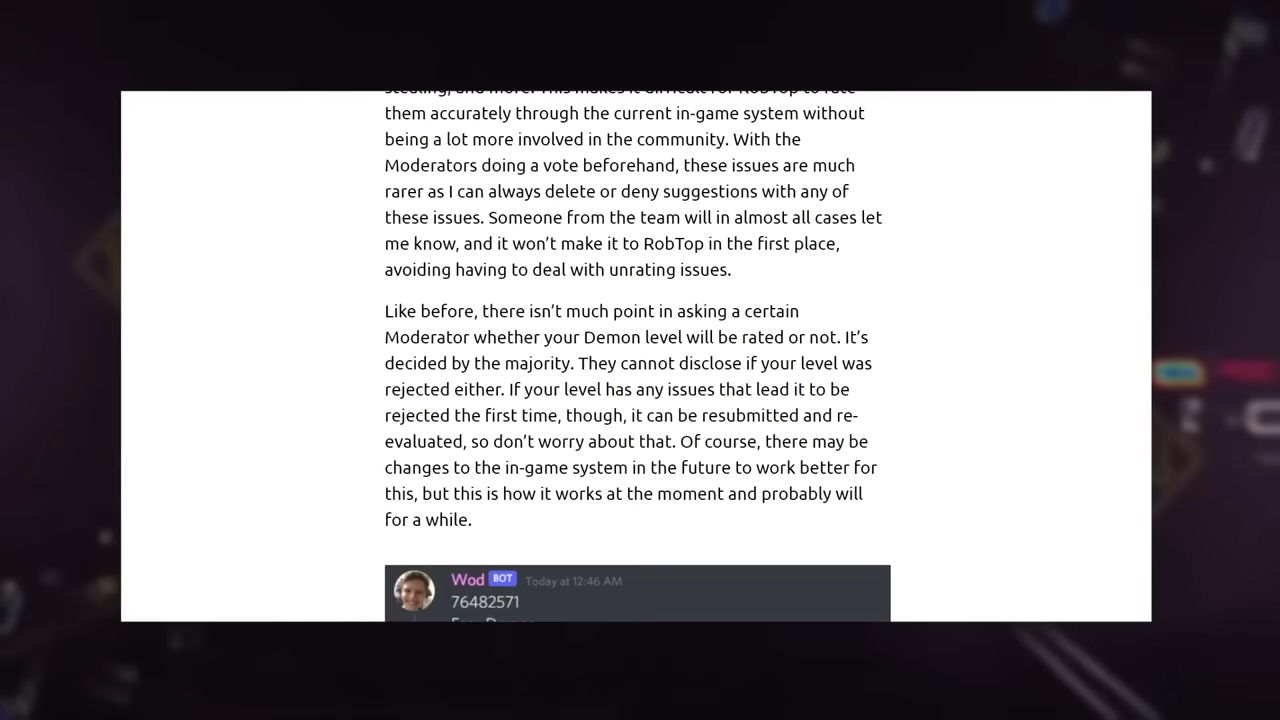 them accurately through the current in-game system without
being a lot more involved in the community. With the
Moderators doing a vote beforehand, these issues are much
rarer as I can always delete or deny suggestions with any of
these issues. Someone from the team will in almost all cases let
me know, and it won’t make it to RobTop in the first place,
avoiding having to deal with unrating issues.
Like before, there isn’t much point in asking a certain
Moderator whether your Demon level will be rated or not. It’s
decided by the majority. They cannot disclose if your level was
rejected either. If your level has any issues that lead it to be
rejected the first time, though, it can be resubmitted and re-
evaluated, so don’t worry about that. Of course, there may be
changes to the in-game system in the future to work better for
this, but this is how it works at the moment and probably will
for a while.
Wod BOT Today at 12:46 AM
76482571